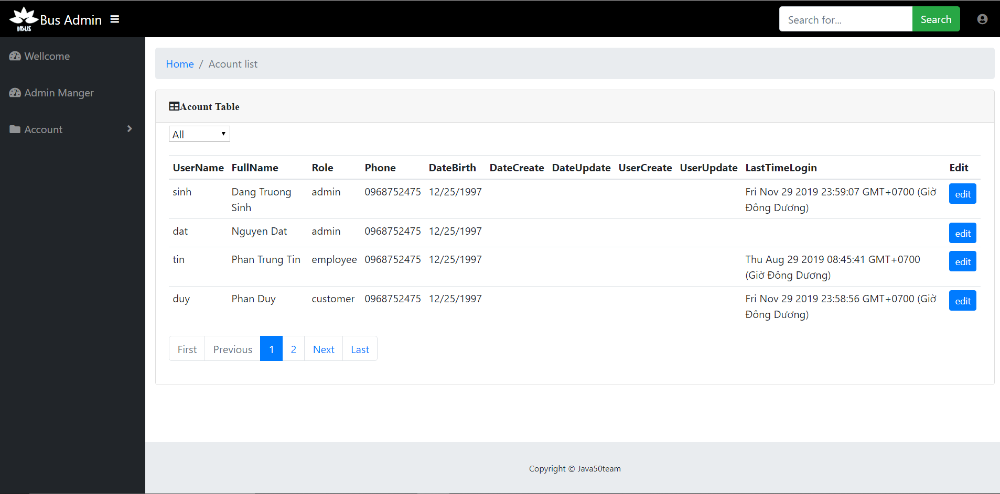 HBUS
Bus Admin
Search for...
Search
Wellcome
Admin Manger
Account
Home / Acount list
Acount Table
All
UserName FullName Role Phone DateBirth DateCreate DateUpdate UserCreate UserUpdate LastTimeLogin Edit
sinh Dang Truong admin 0968752475 12/25/1997 Fri Nov 29 2019 23:59:07 GMT+0700 (Giờ edit
Sinh Đông Dương)
dat Nguyen Dat admin 0968752475 12/25/1997 edit
tin Phan Trung Tin employee 0968752475 12/25/1997 Thu Aug 29 2019 08:45:41 GMT+0700 edit
(Giờ Đông Dương)
duy Phan Duy customer 0968752475 12/25/1997 Fri Nov 29 2019 23:58:56 GMT+0700 (Giờ edit
Đông Dương)
First Previous 1 2 Next Last
Copyright © Java50team